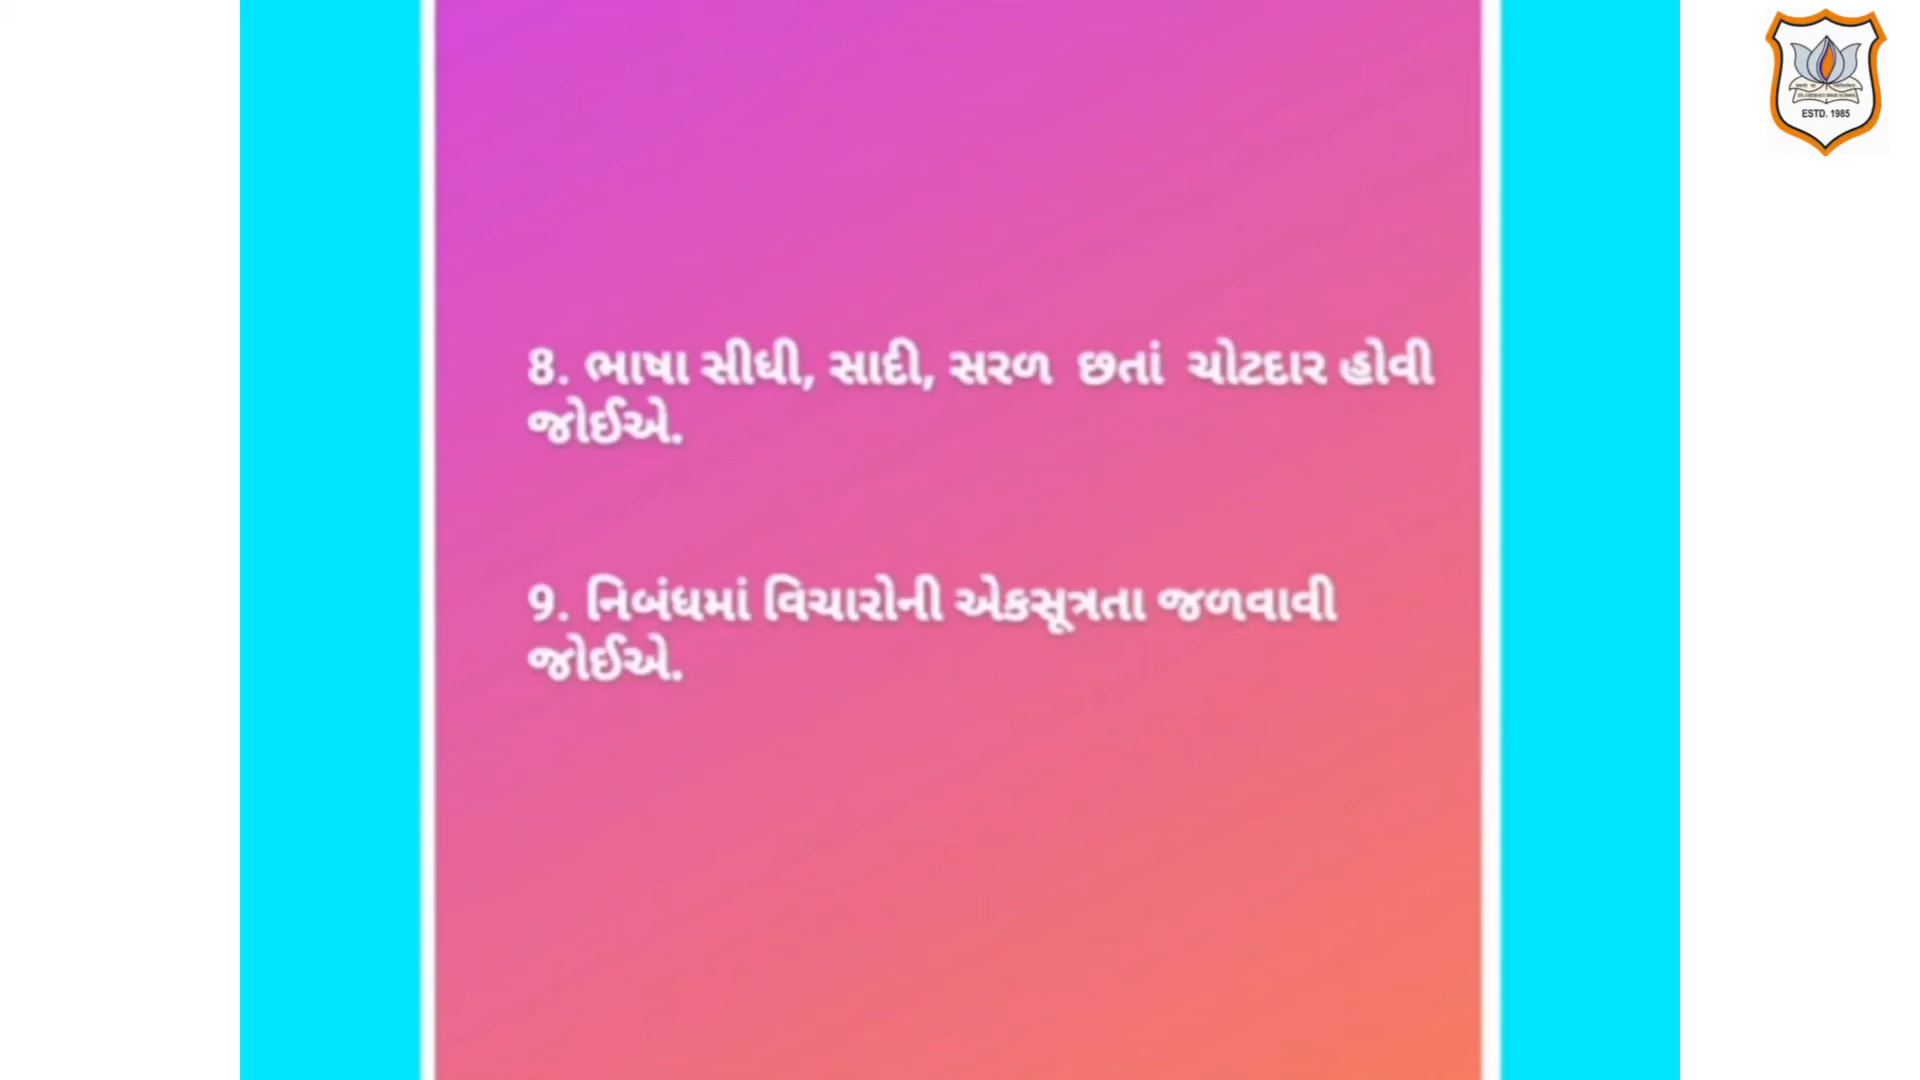 8. ભાષા સીધી, સાદી, સરળ છતાં ચોટદાર હોવી
જોઈએ.
9. નિબંધમાં વિચારોની એકસૂત્રતા જળવાવી
જોઈએ.
ESTD. 1985